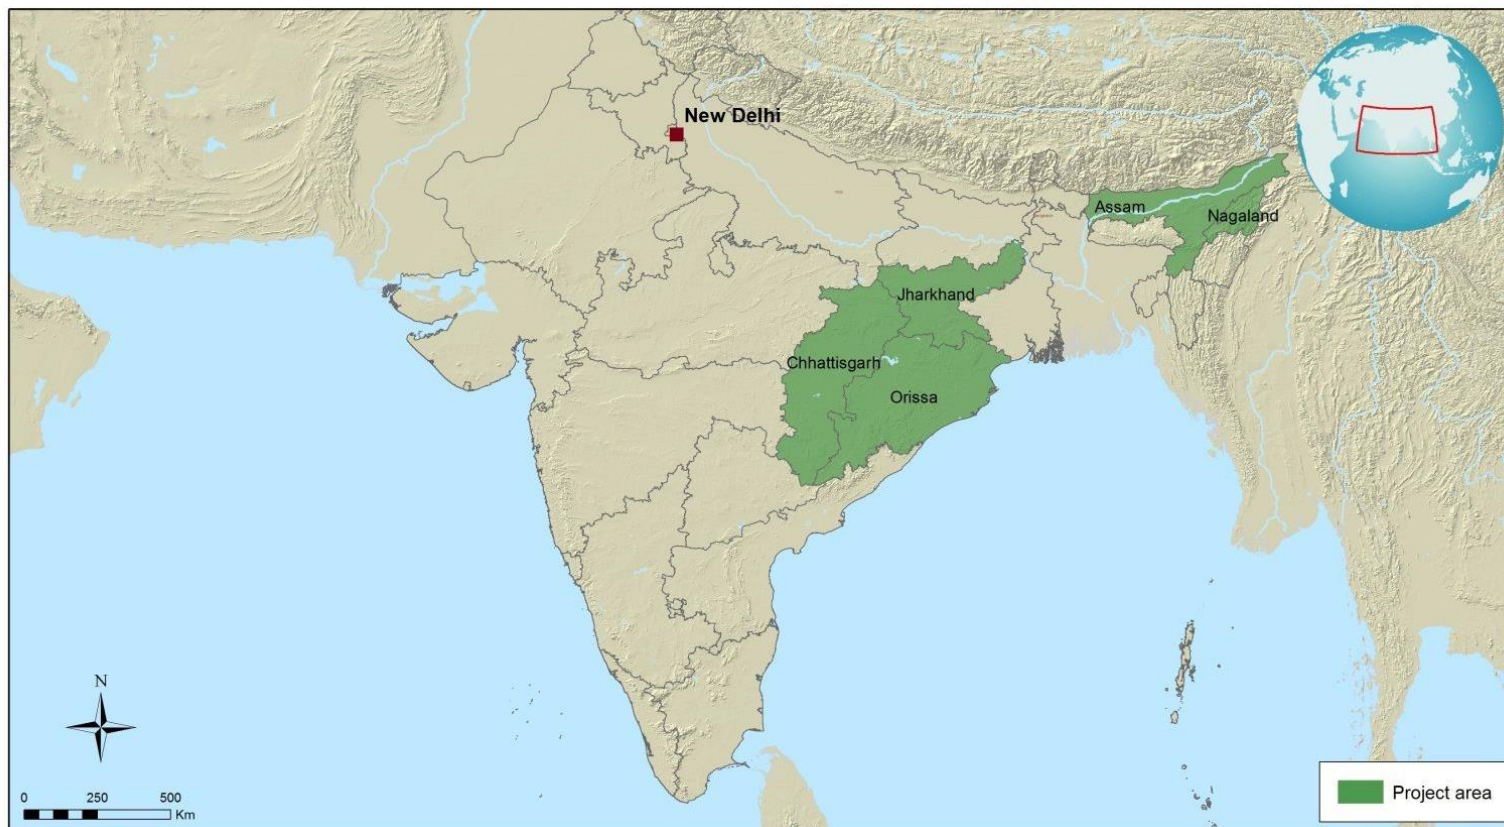 New Delhi
Assam
Nagaland
Jharkhand
Chhattisgarh
Orissa
N
0 250 500
Km
Project area